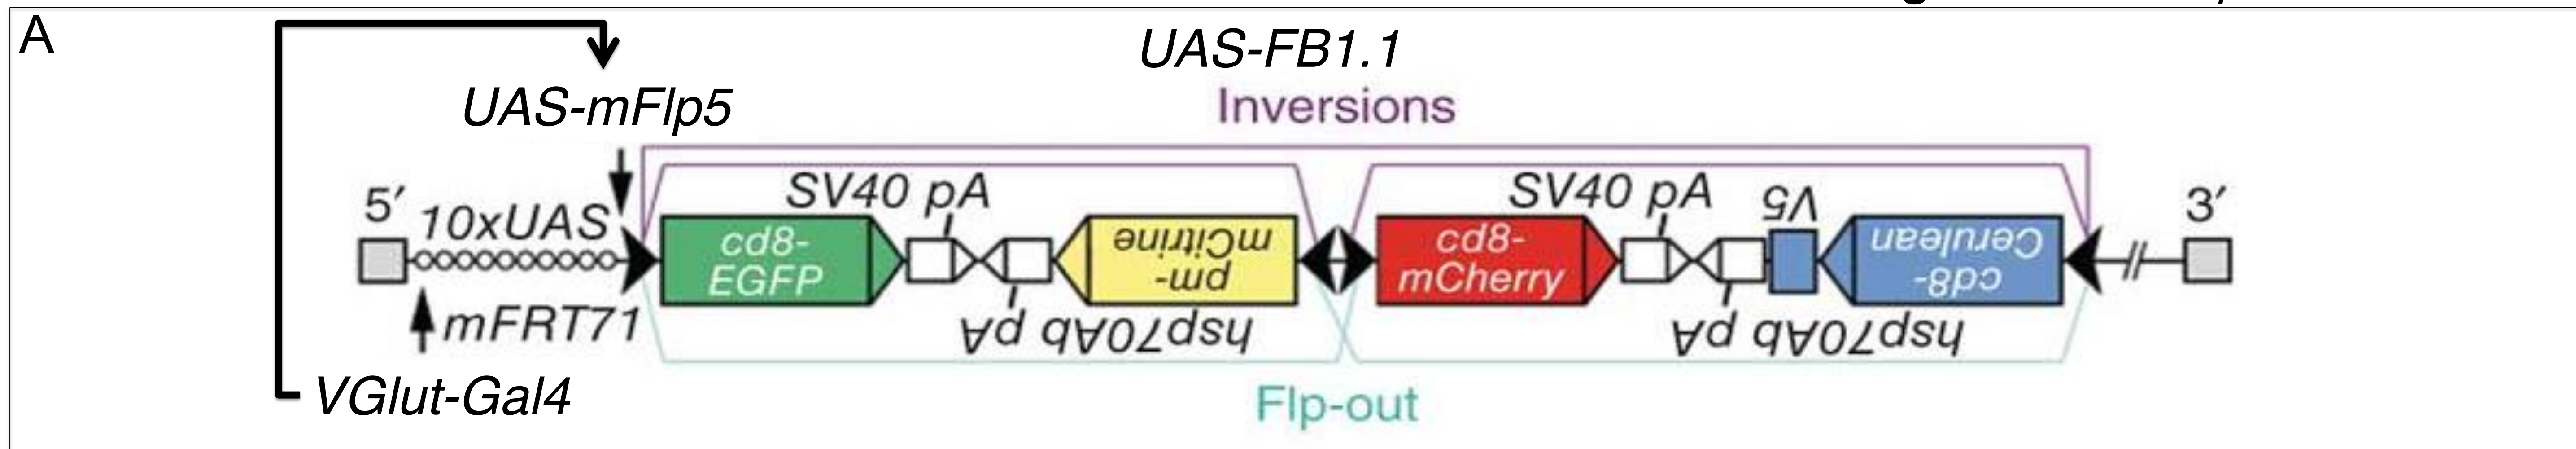 A
UAS-FB1.1
UAS-mFlp5
Inversions
5′ 10xUAS
SV40 pA
SV40 pA
V5
3′
cd8-
EGFP
pm-
mCitrine
cd8-
mCherry
cd8-
Cerulean
mFRT71
hsp70Ab pA
hsp70Ab pA
VGlut-Gal4
Flp-out